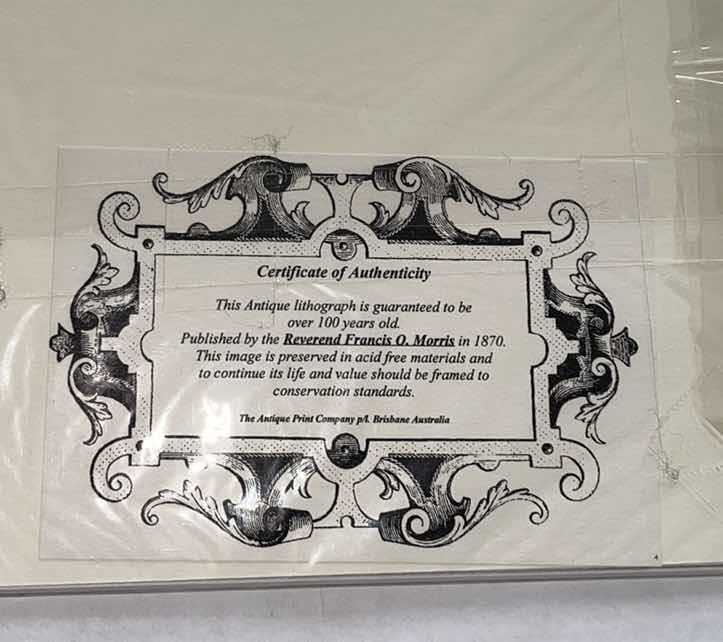 Certificate of Authenticity
This Antique lithograph is guaranteed to be
over 100 years old.
Published by the Reverend Francis O. Morris in 1870.
This image is preserved in acid free materials and
to continue its life and value should be framed to
conservation standards.
The Antique Print Company p/l. Brisbane Australia
4